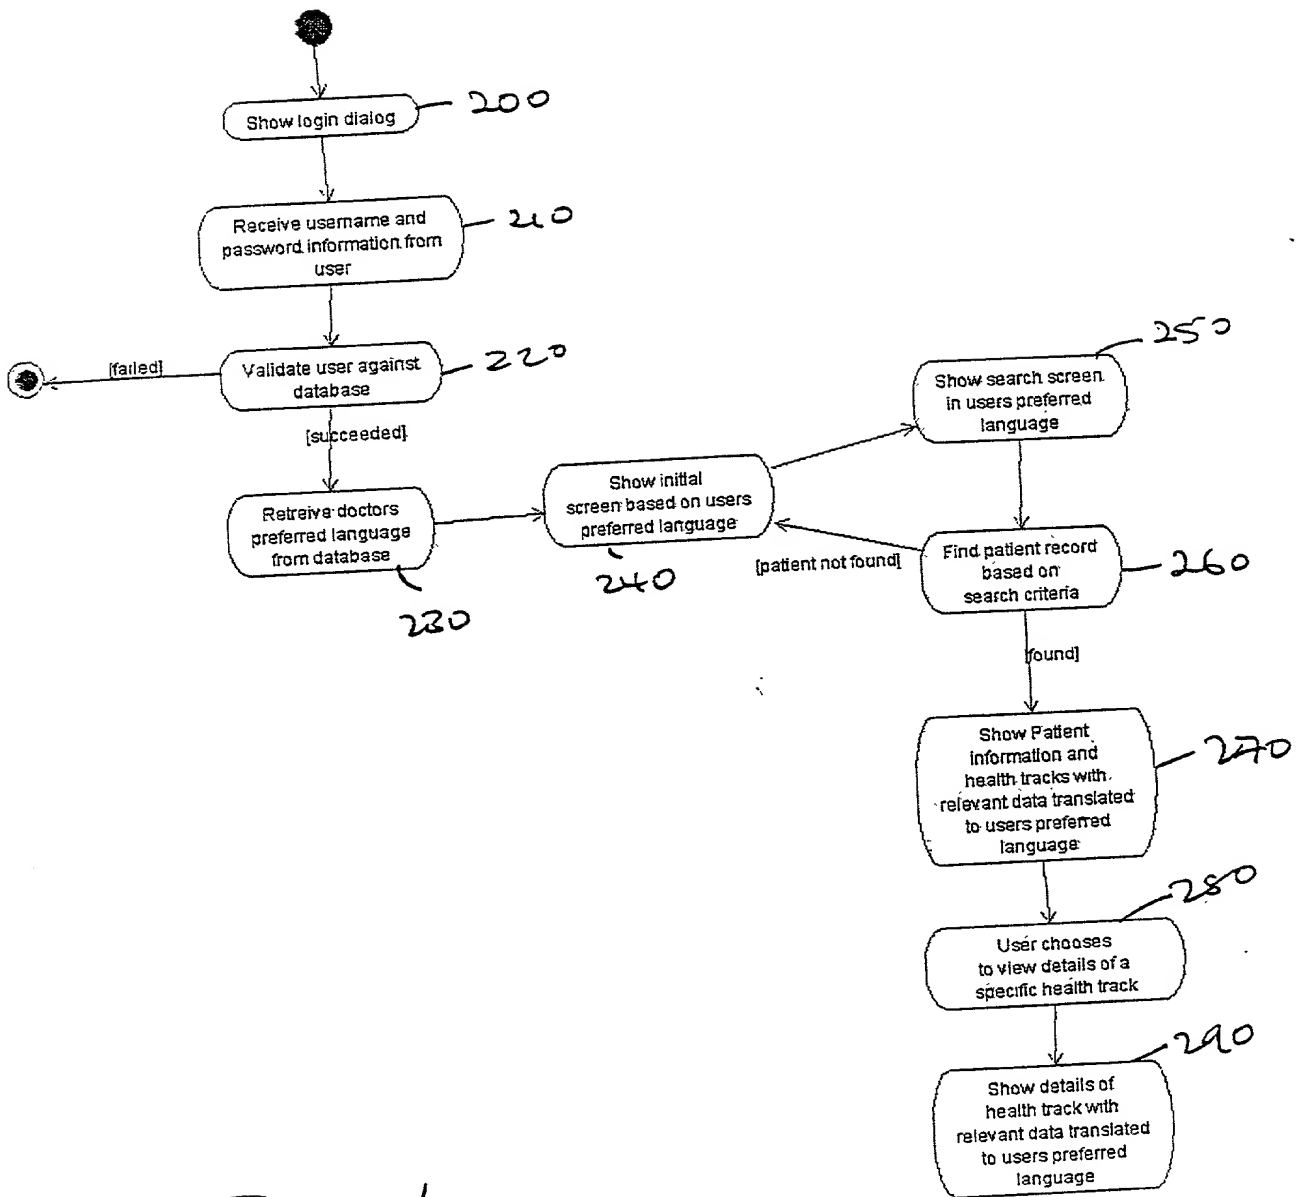 Show login dialog
200
Receive username and
password information from
user
210
Validate user against
database
220
[failed]
[succeeded]
Retreive doctors
preferred language
from database
230
Show initial
screen based on users
preferred language
240
Show search screen
in users preferred
language
250
Find patient record
based on
search criteria
260
[patient not found]
[found]
Show Patient
information and
health tracks with
relevant data translated
to users preferred
language
270
User chooses
to view details of a
specific health track
280
Show details of
health track with
relevant data translated
to users preferred
language
290